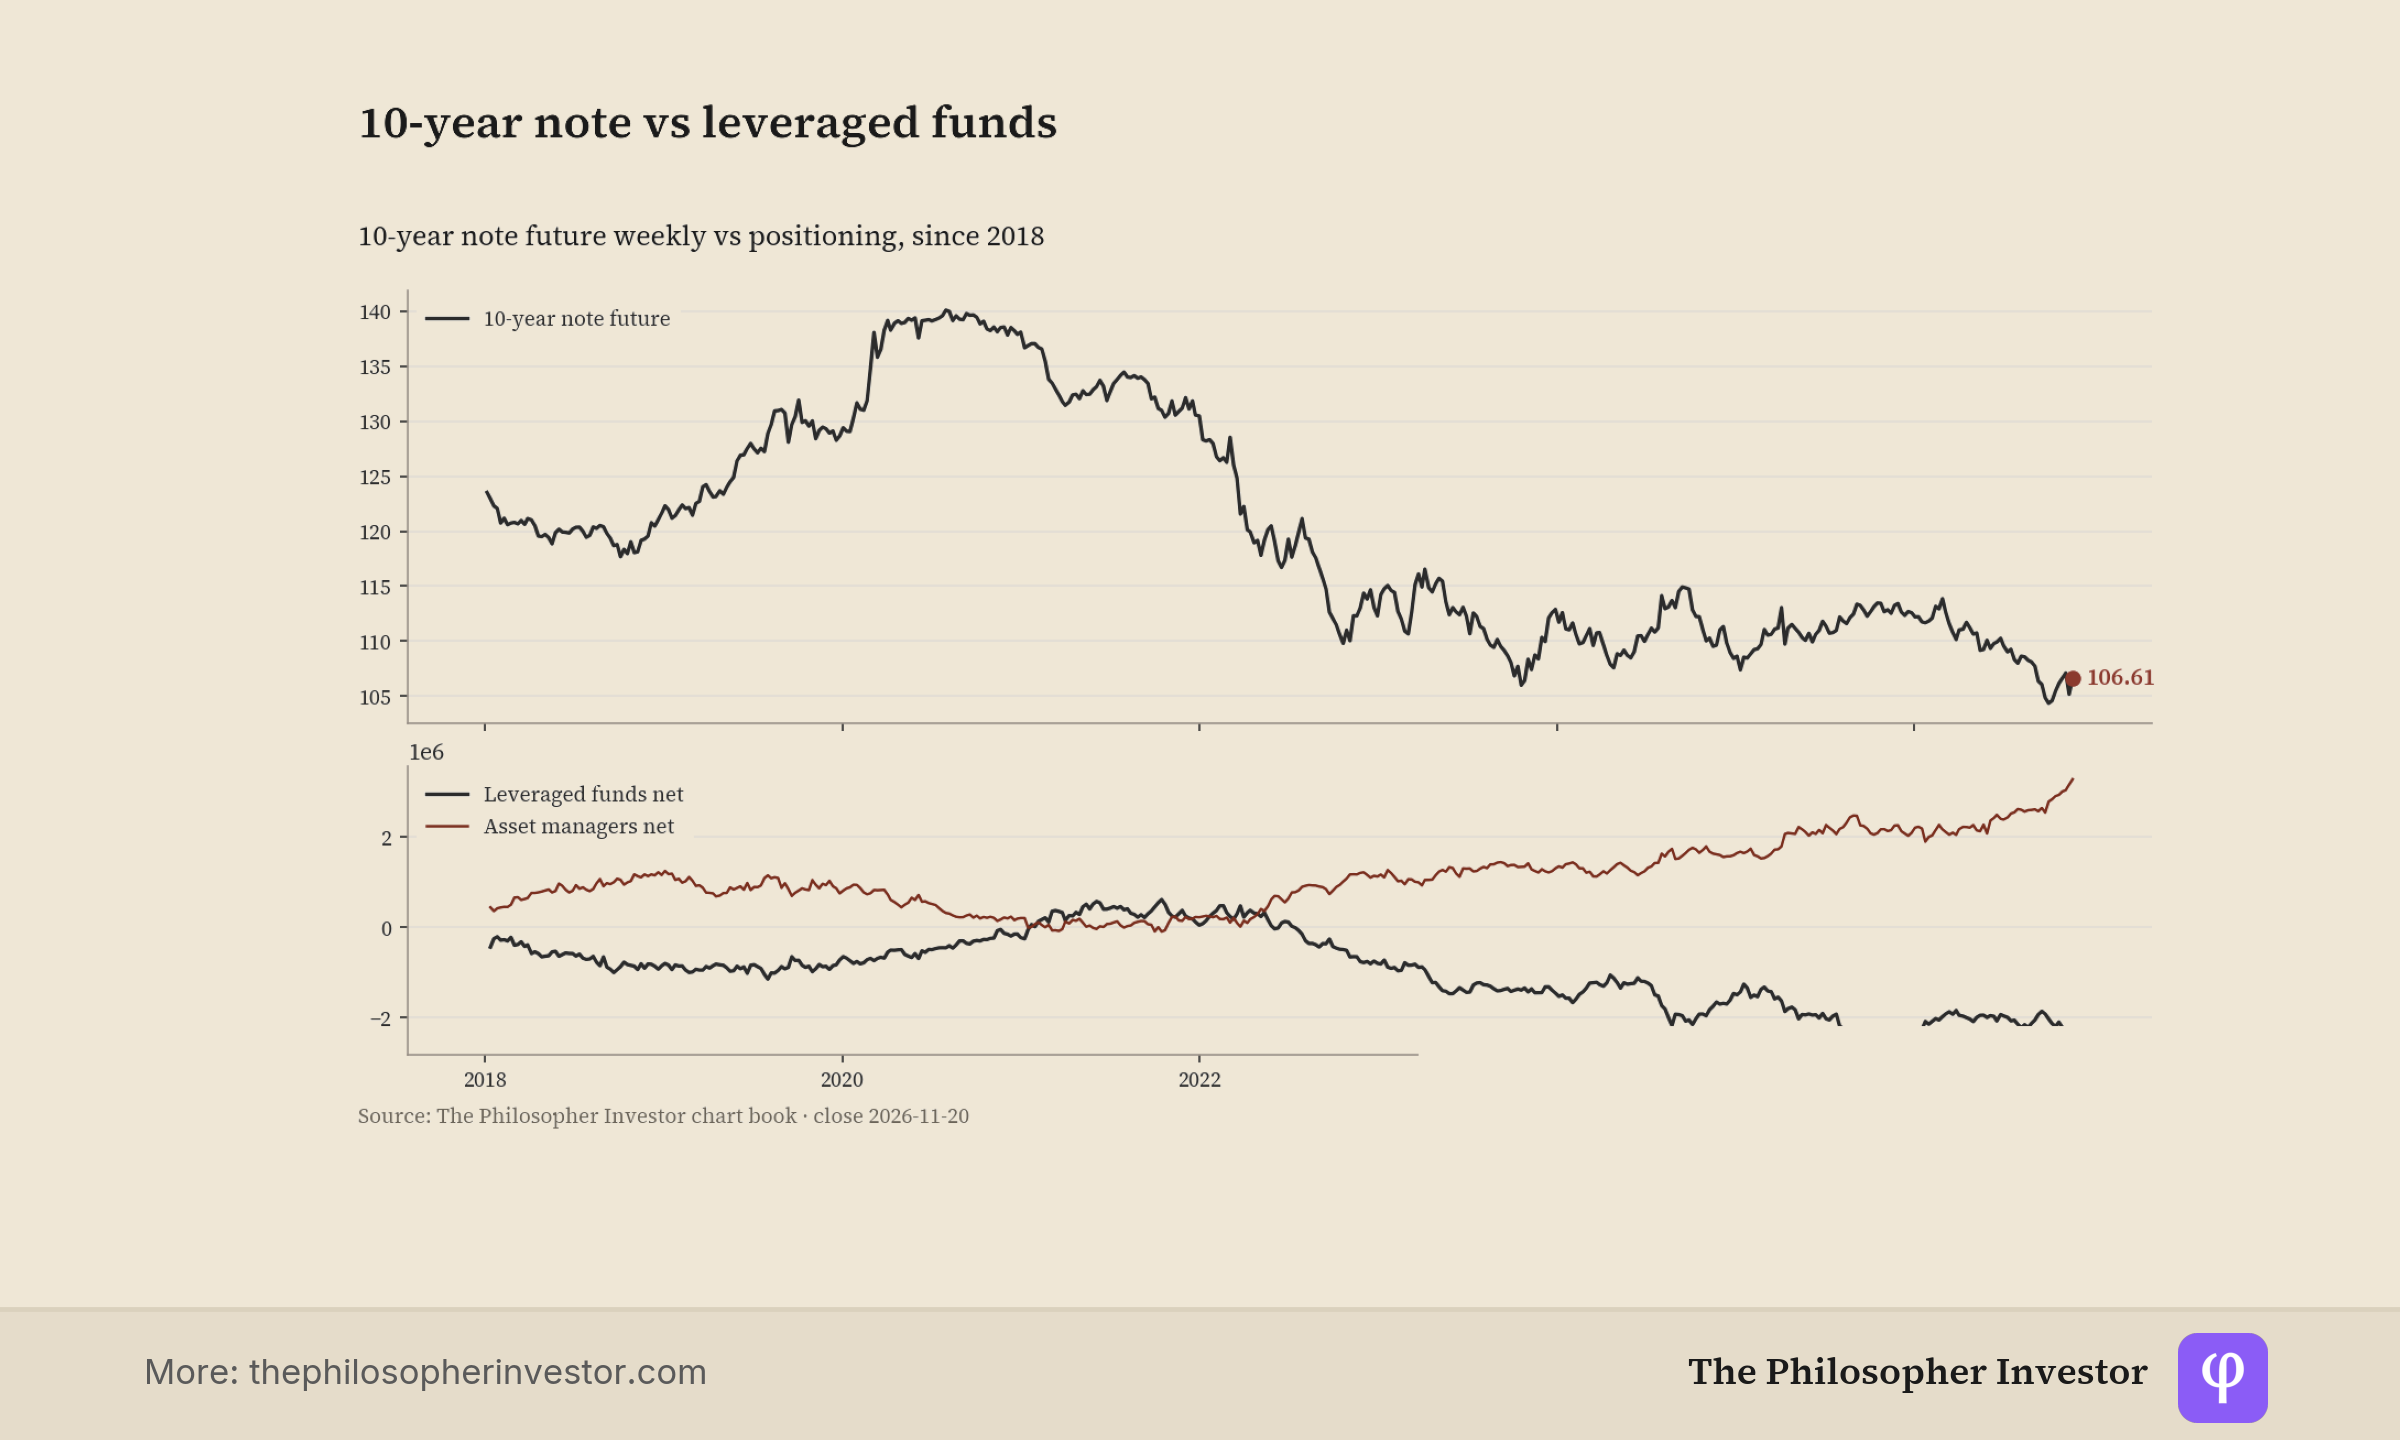 10-year note vs leveraged funds
10-year note future weekly vs positioning, since 2018
140
10-year note future
135
130
125
120
115
110
105
106.61
1e6
Leveraged funds net
Asset managers net
2
0
−2
2018
2020
2022
Source: The Philosopher Investor chart book · close 2026-11-20
More: thephilosopherinvestor.com
The Philosopher Investor
φ